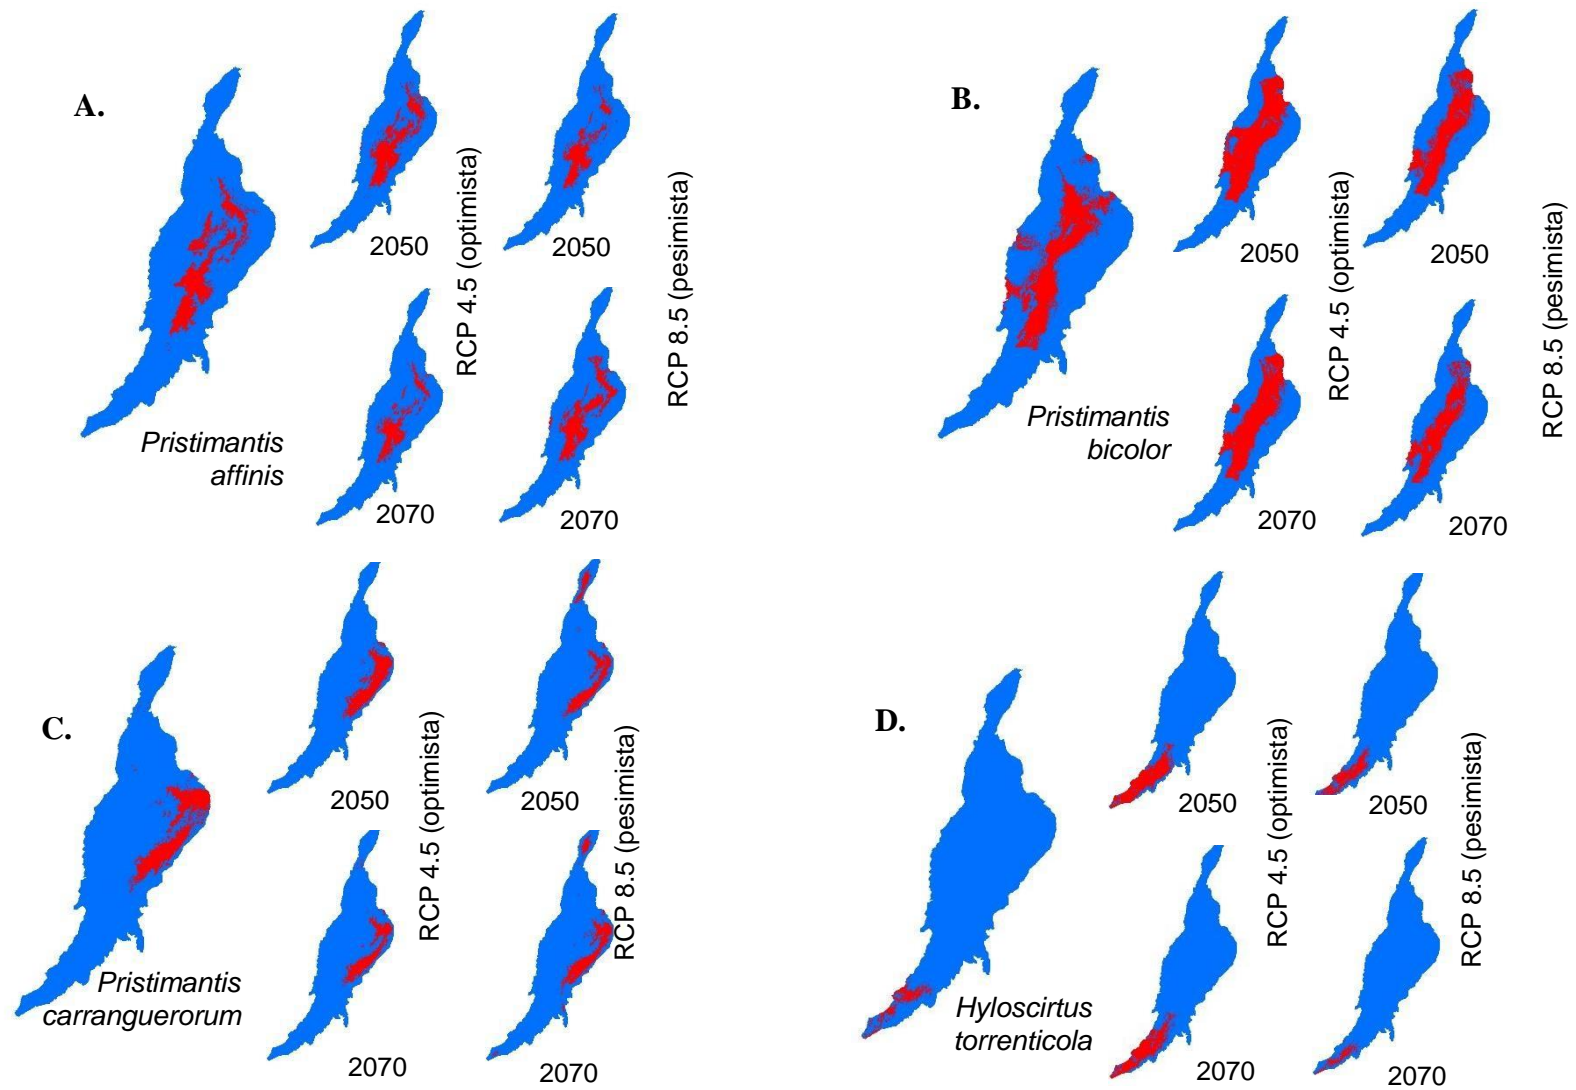 A.
2050
2050
RCP 4.5 (optimista)
RCP 8.5 (pesimista)
Pristimantis
affinis
2070
2070
B.
2050
2050
RCP 4.5 (optimista)
RCP 8.5 (pesimista)
Pristimantis
bicolor
2070
2070
C.
2050
2050
RCP 4.5 (optimista)
RCP 8.5 (pesimista)
Pristimantis
carranguerorum
2070
2070
D.
2050
2050
RCP 4.5 (optimista)
RCP 8.5 (pesimista)
Hyloscirtus
torrenticola
2070
2070